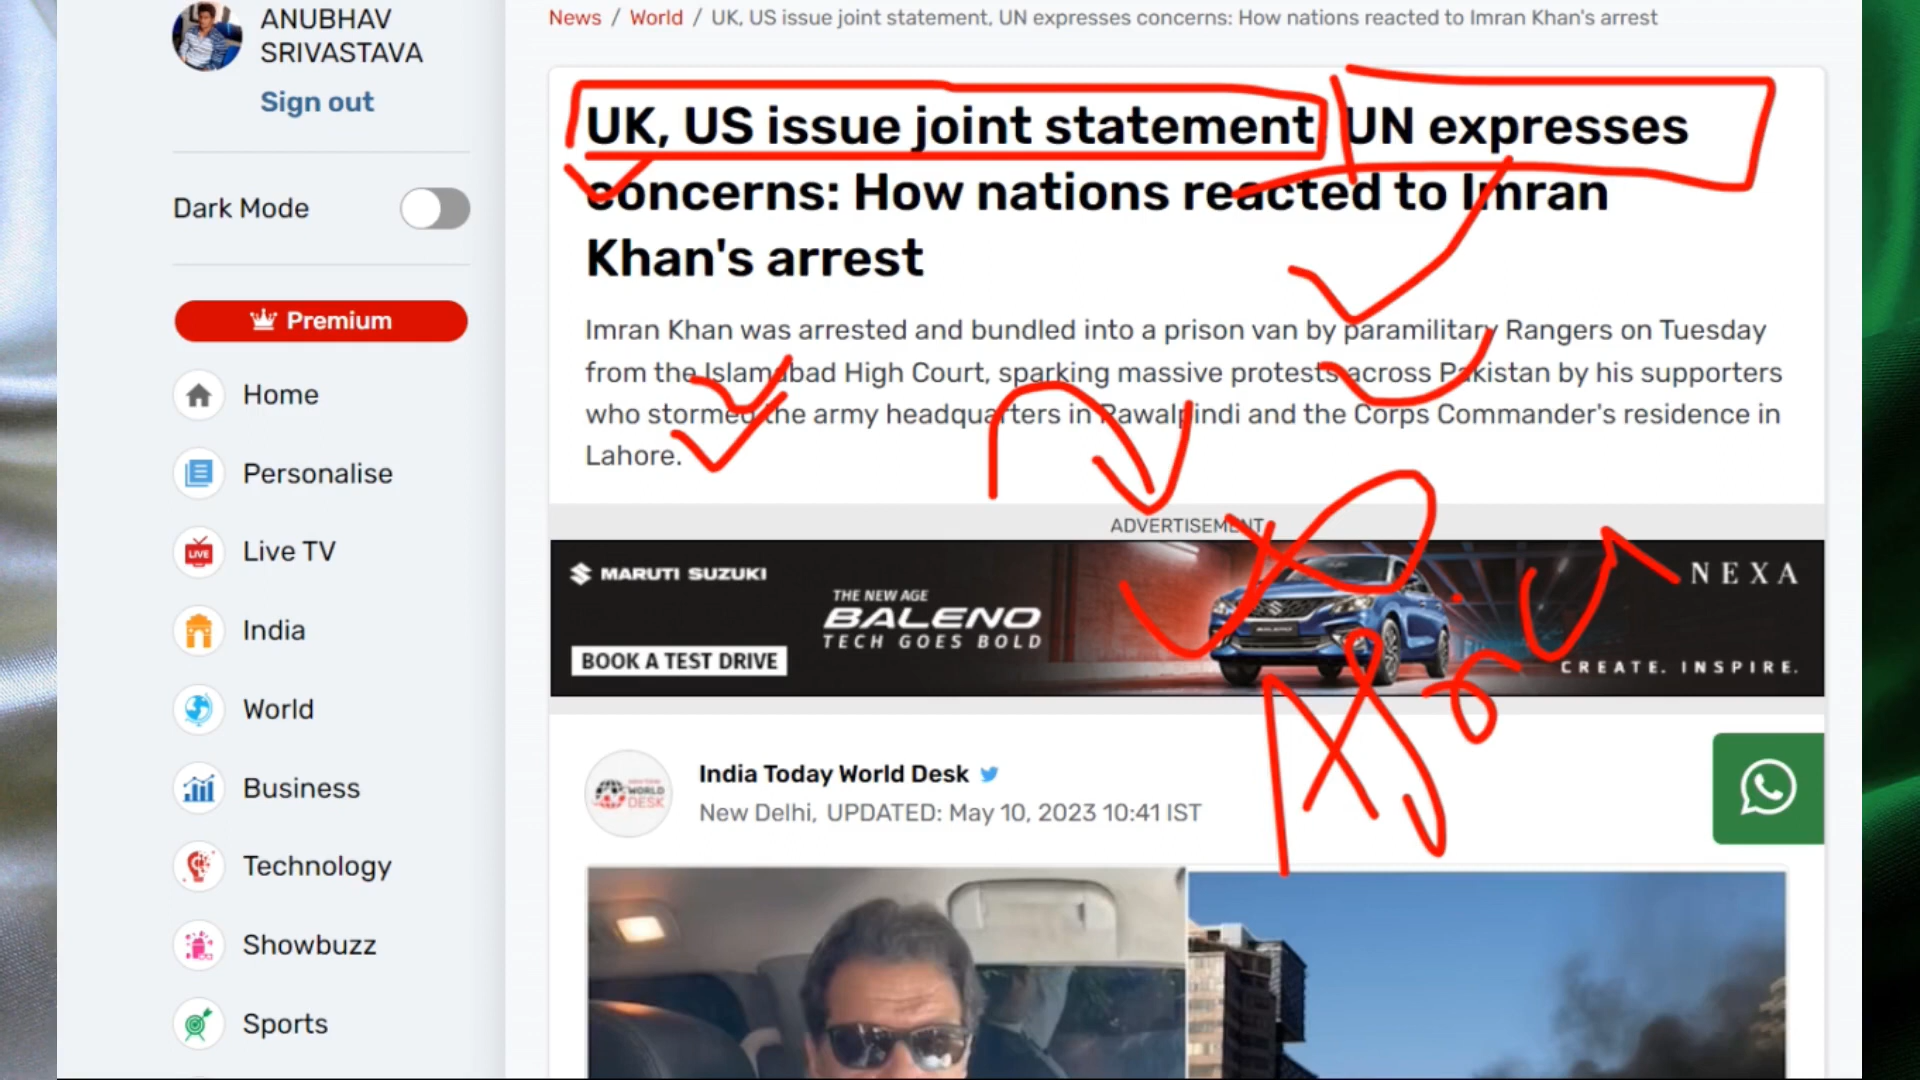 ANUBHAV
SRIVASTAVA
Sign out
Dark Mode
Premium
Home
Personalise
LIVE
Live TV
India
World
Business
Technology
Showbuzz
Sports
News / World / UK, US issue joint statement, UN expresses concerns: How nations reacted to Imran Khan's arrest
UK, US issue joint statement, UN expresses
concerns: How nations reacted to Imran
Khan's arrest
Imran Khan was arrested and bundled into a prison van by paramilitary Rangers on Tuesday
from the Islamabad High Court, sparking massive protests across Pakistan by his supporters
who stormed the army headquarters in Rawalpindi and the Corps Commander's residence in
Lahore.
ADVERTISEMENT
MARUTI SUZUKI
THE NEW AGE
BALENO
TECH GOES BOLD
BOOK A TEST DRIVE
BALENO
NEXA
CREATE. INSPIRE.
WORLD
DESK
India Today World Desk
New Delhi, UPDATED: May 10, 2023 10:41 IST